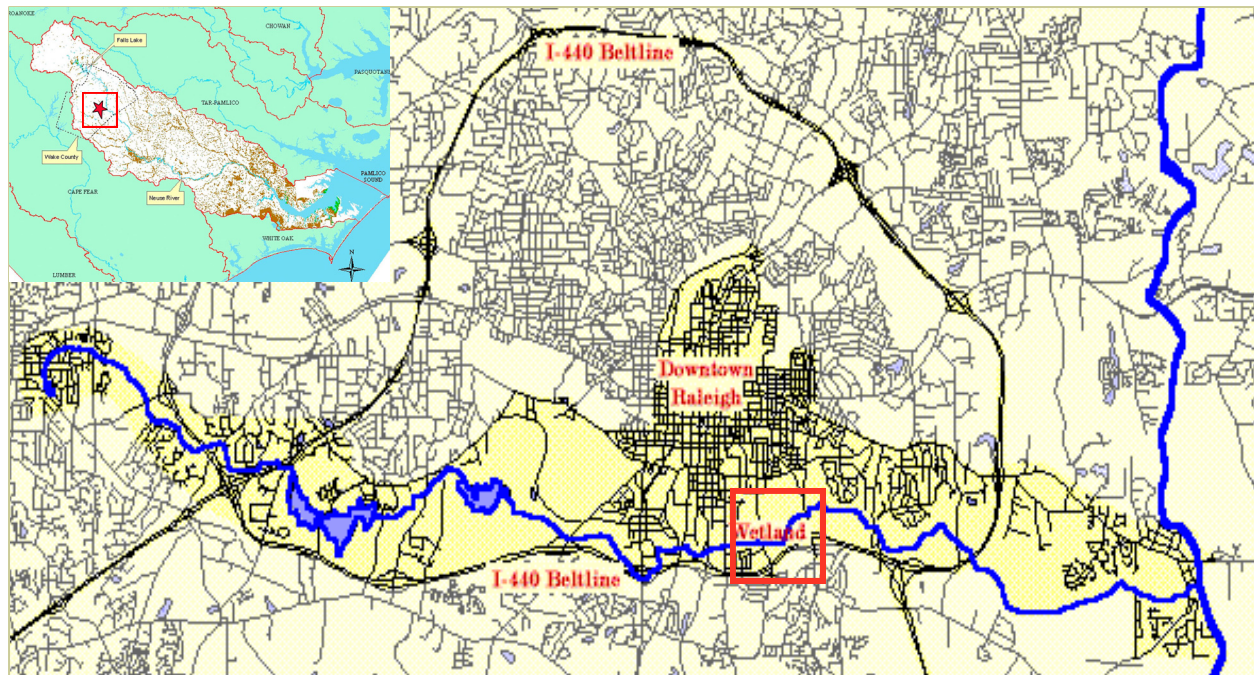 ROANOKE
CHOWAN
Falls Lake
PASQUOTANK
TAR-PAMLICO
Wake County
PAMLICO
SOUND
CAPE FEAR
Neuse River
WHITE OAK
N
LUMBER
I-440 Beltline
Downtown
Raleigh
Wetland
I-440 Beltline